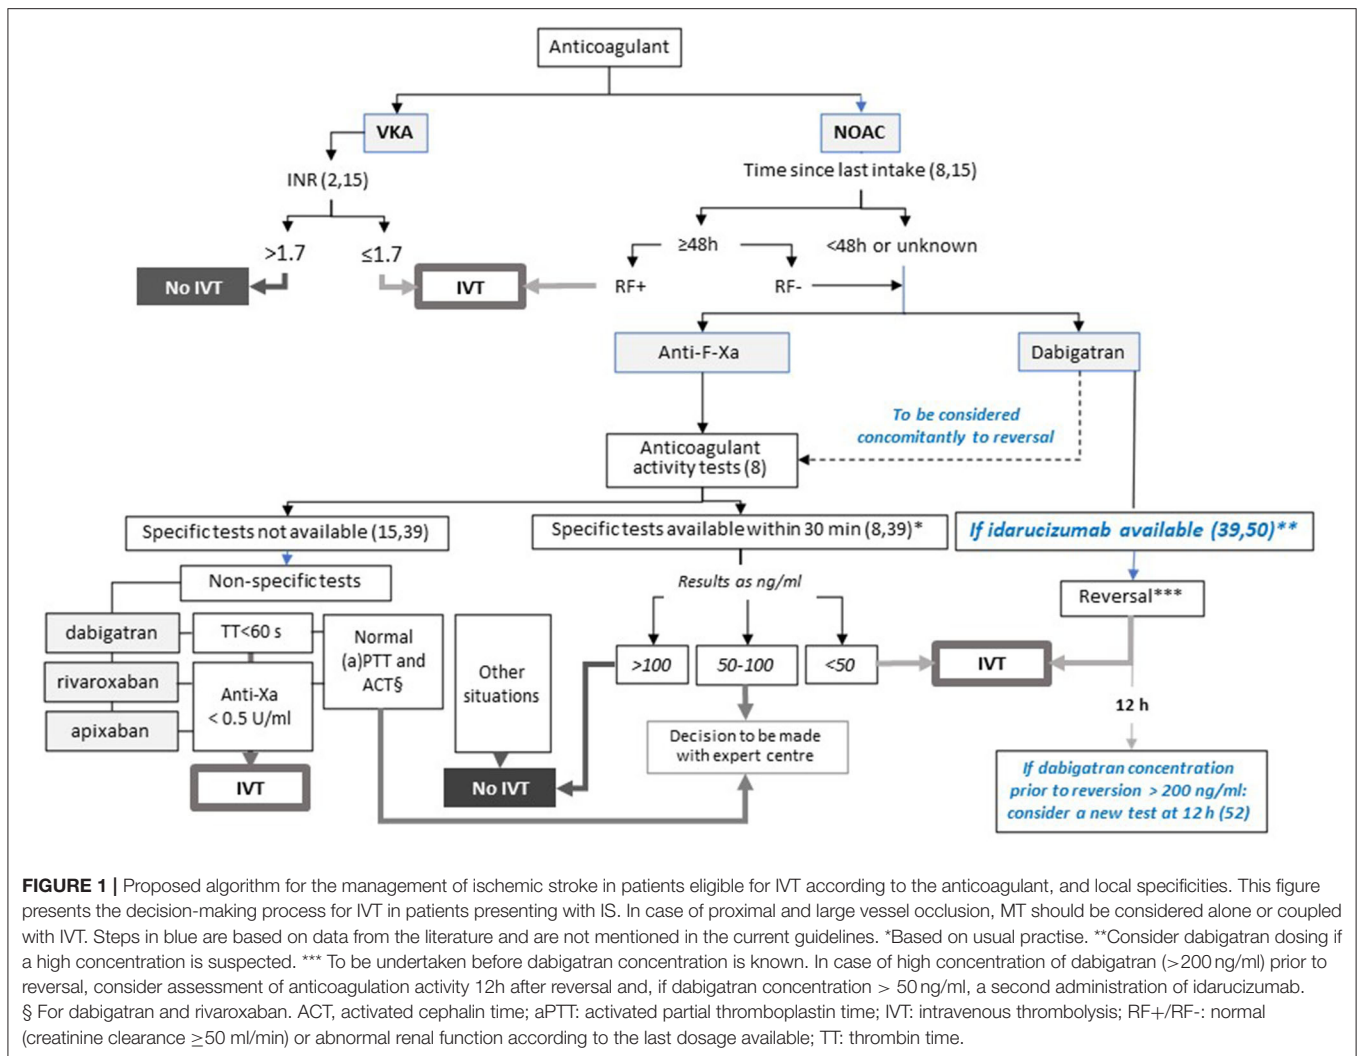 Anticoagulant
VKA
NOAC
INR (2,15)
Time since last intake (8,15)
>1.7
≤1.7
≥48h
<48h or unknown
No IVT
IVT
RF+
RF-
Anti-F-Xa
Dabigatran
To be considered
concomitantly to reversal
Anticoagulant
activity tests (8)
Specific tests not available (15,39)
Specific tests available within 30 min (8,39)*
If idarucizumab available (39,50)**
Non-specific tests
Results as ng/ml
Reversal***
dabigatran
TT<60 s
Normal
(a)PTT and
ACT§
rivaroxaban
Anti-Xa
< 0.5 U/ml
apixaban
IVT
Other
situations
No IVT
>100
50-100
<50
IVT
Decision to be made
with expert centre
12 h
If dabigatran concentration
prior to reversion > 200 ng/ml:
consider a new test at 12 h (52)
FIGURE 1 | Proposed algorithm for the management of ischemic stroke in patients eligible for IVT according to the anticoagulant, and local specificities. This figure
presents the decision-making process for IVT in patients presenting with IS. In case of proximal and large vessel occlusion, MT should be considered alone or coupled
with IVT. Steps in blue are based on data from the literature and are not mentioned in the current guidelines. *Based on usual practise. **Consider dabigatran dosing if
a high concentration is suspected. *** To be undertaken before dabigatran concentration is known. In case of high concentration of dabigatran (>200 ng/ml) prior to
reversal, consider assessment of anticoagulation activity 12h after reversal and, if dabigatran concentration > 50 ng/ml, a second administration of idarucizumab.
§ For dabigatran and rivaroxaban. ACT, activated cephalin time; aPTT: activated partial thromboplastin time; IVT: intravenous thrombolysis; RF+/RF-: normal
(creatinine clearance ≥50 ml/min) or abnormal renal function according to the last dosage available; TT: thrombin time.